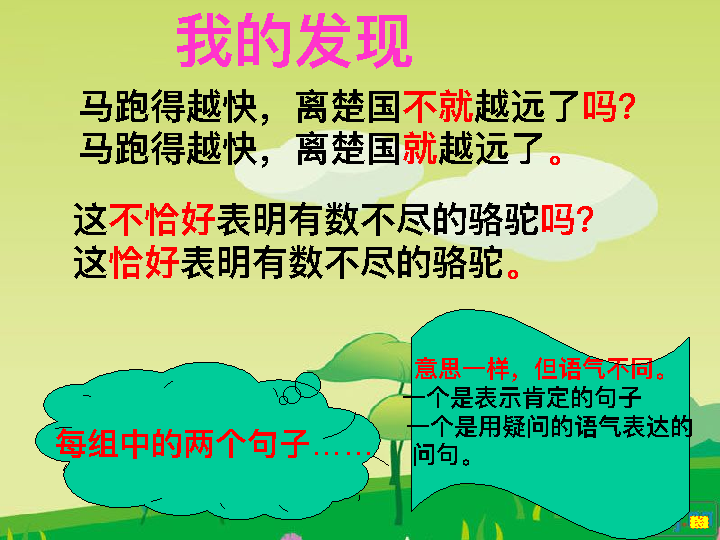 我的发现
马跑得越快，离楚国不就越远了吗？
马跑得越快，离楚国就越远了。
这不恰好表明有数不尽的骆驼吗？
这恰好表明有数不尽的骆驼。
每组中的两个句子……
意思一样，但语气不同。
一个是表示肯定的句子
一个是用疑问的语气表达的
问句。